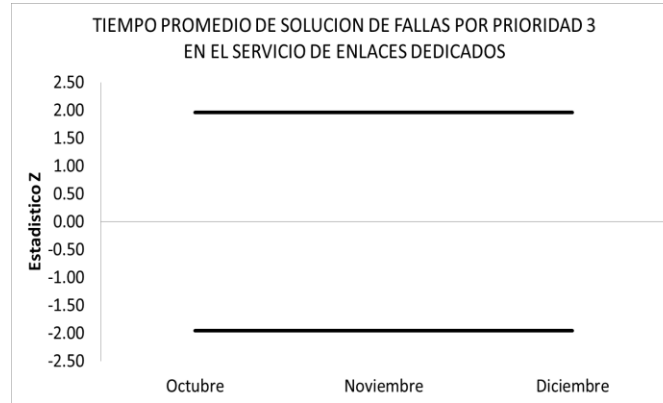 TIEMPO PROMEDIO DE SOLUCION DE FALLAS POR PRIORIDAD 3
EN EL SERVICIO DE ENLACES DEDICADOS
Estadistico Z
2.50
2.00
1.50
1.00
0.50
0.00
-0.50
-1.00
-1.50
-2.00
-2.50
Octubre Noviembre Diciembre